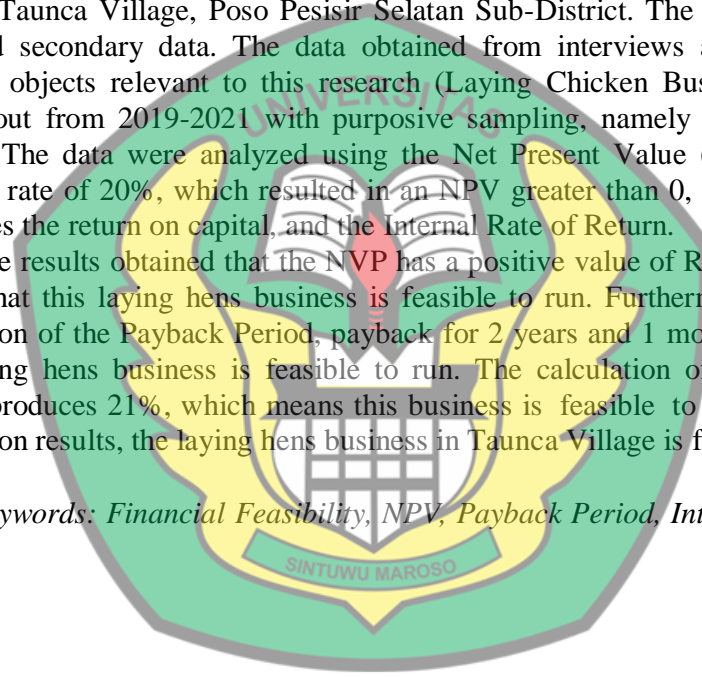 Taunca Village, Poso Pesisir Selatan Sub-District. The
d secondary data. The data obtained from interviews a
objects relevant to this research (Laying Chicken Bus
out from 2019-2021 with purposive sampling, namely
The data were analyzed using the Net Present Value (
rate of 20%, which resulted in an NPV greater than 0,
es the return on capital, and the Internal Rate of Return.
e results obtained that the NVP has a positive value of R
hat this laying hens business is feasible to run. Furthern
on of the Payback Period, payback for 2 years and 1 mo
ng hens business is feasible to run. The calculation of
produces 21%, which means this business is feasible to
on results, the laying hens business in Taunca Village is f
ywords: Financial Feasibility, NPV, Payback Period, Int
UNIVERSITAS
SINTUWU MAROSO